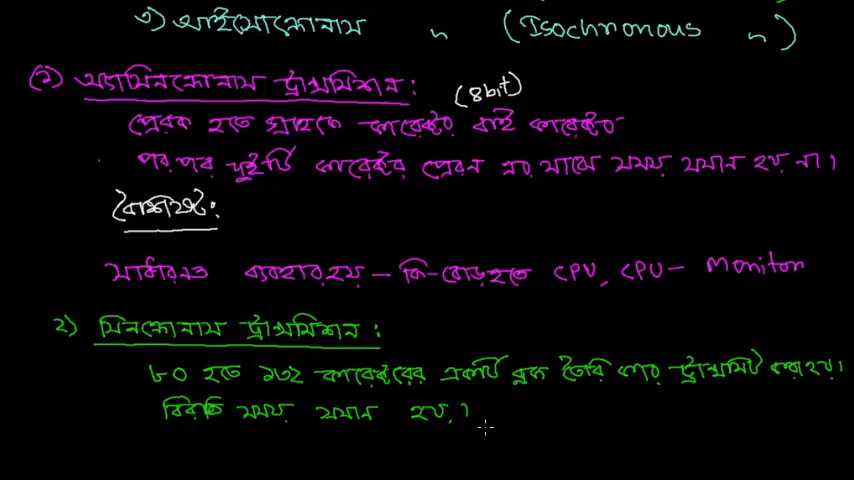 ৩) আইসোক্রোনাস " (Isochronous ")
(১) অ্যাসিনক্রোনাস ট্রান্সমিশন: (8bit)
প্রেরক হতে গ্রাহকে ক্যারেক্টার বাই ক্যারেক্টার
পর পর দুইটি ক্যারেক্টার প্রেরন এর মাঝে সময় সমান হয় না।
বৈশিষ্ট্য:
সাধারনত ব্যবহার হয় - কি-বোর্ড হতে CPU, CPU - Monitor
২) সিনক্রোনাস ট্রান্সমিশন:
৮০ হতে ১৩২ ক্যারেক্টারের একটি ব্লক তৈরি করে ট্রান্সমিট করা হয়।
বিরতি সময় সমান হয়।